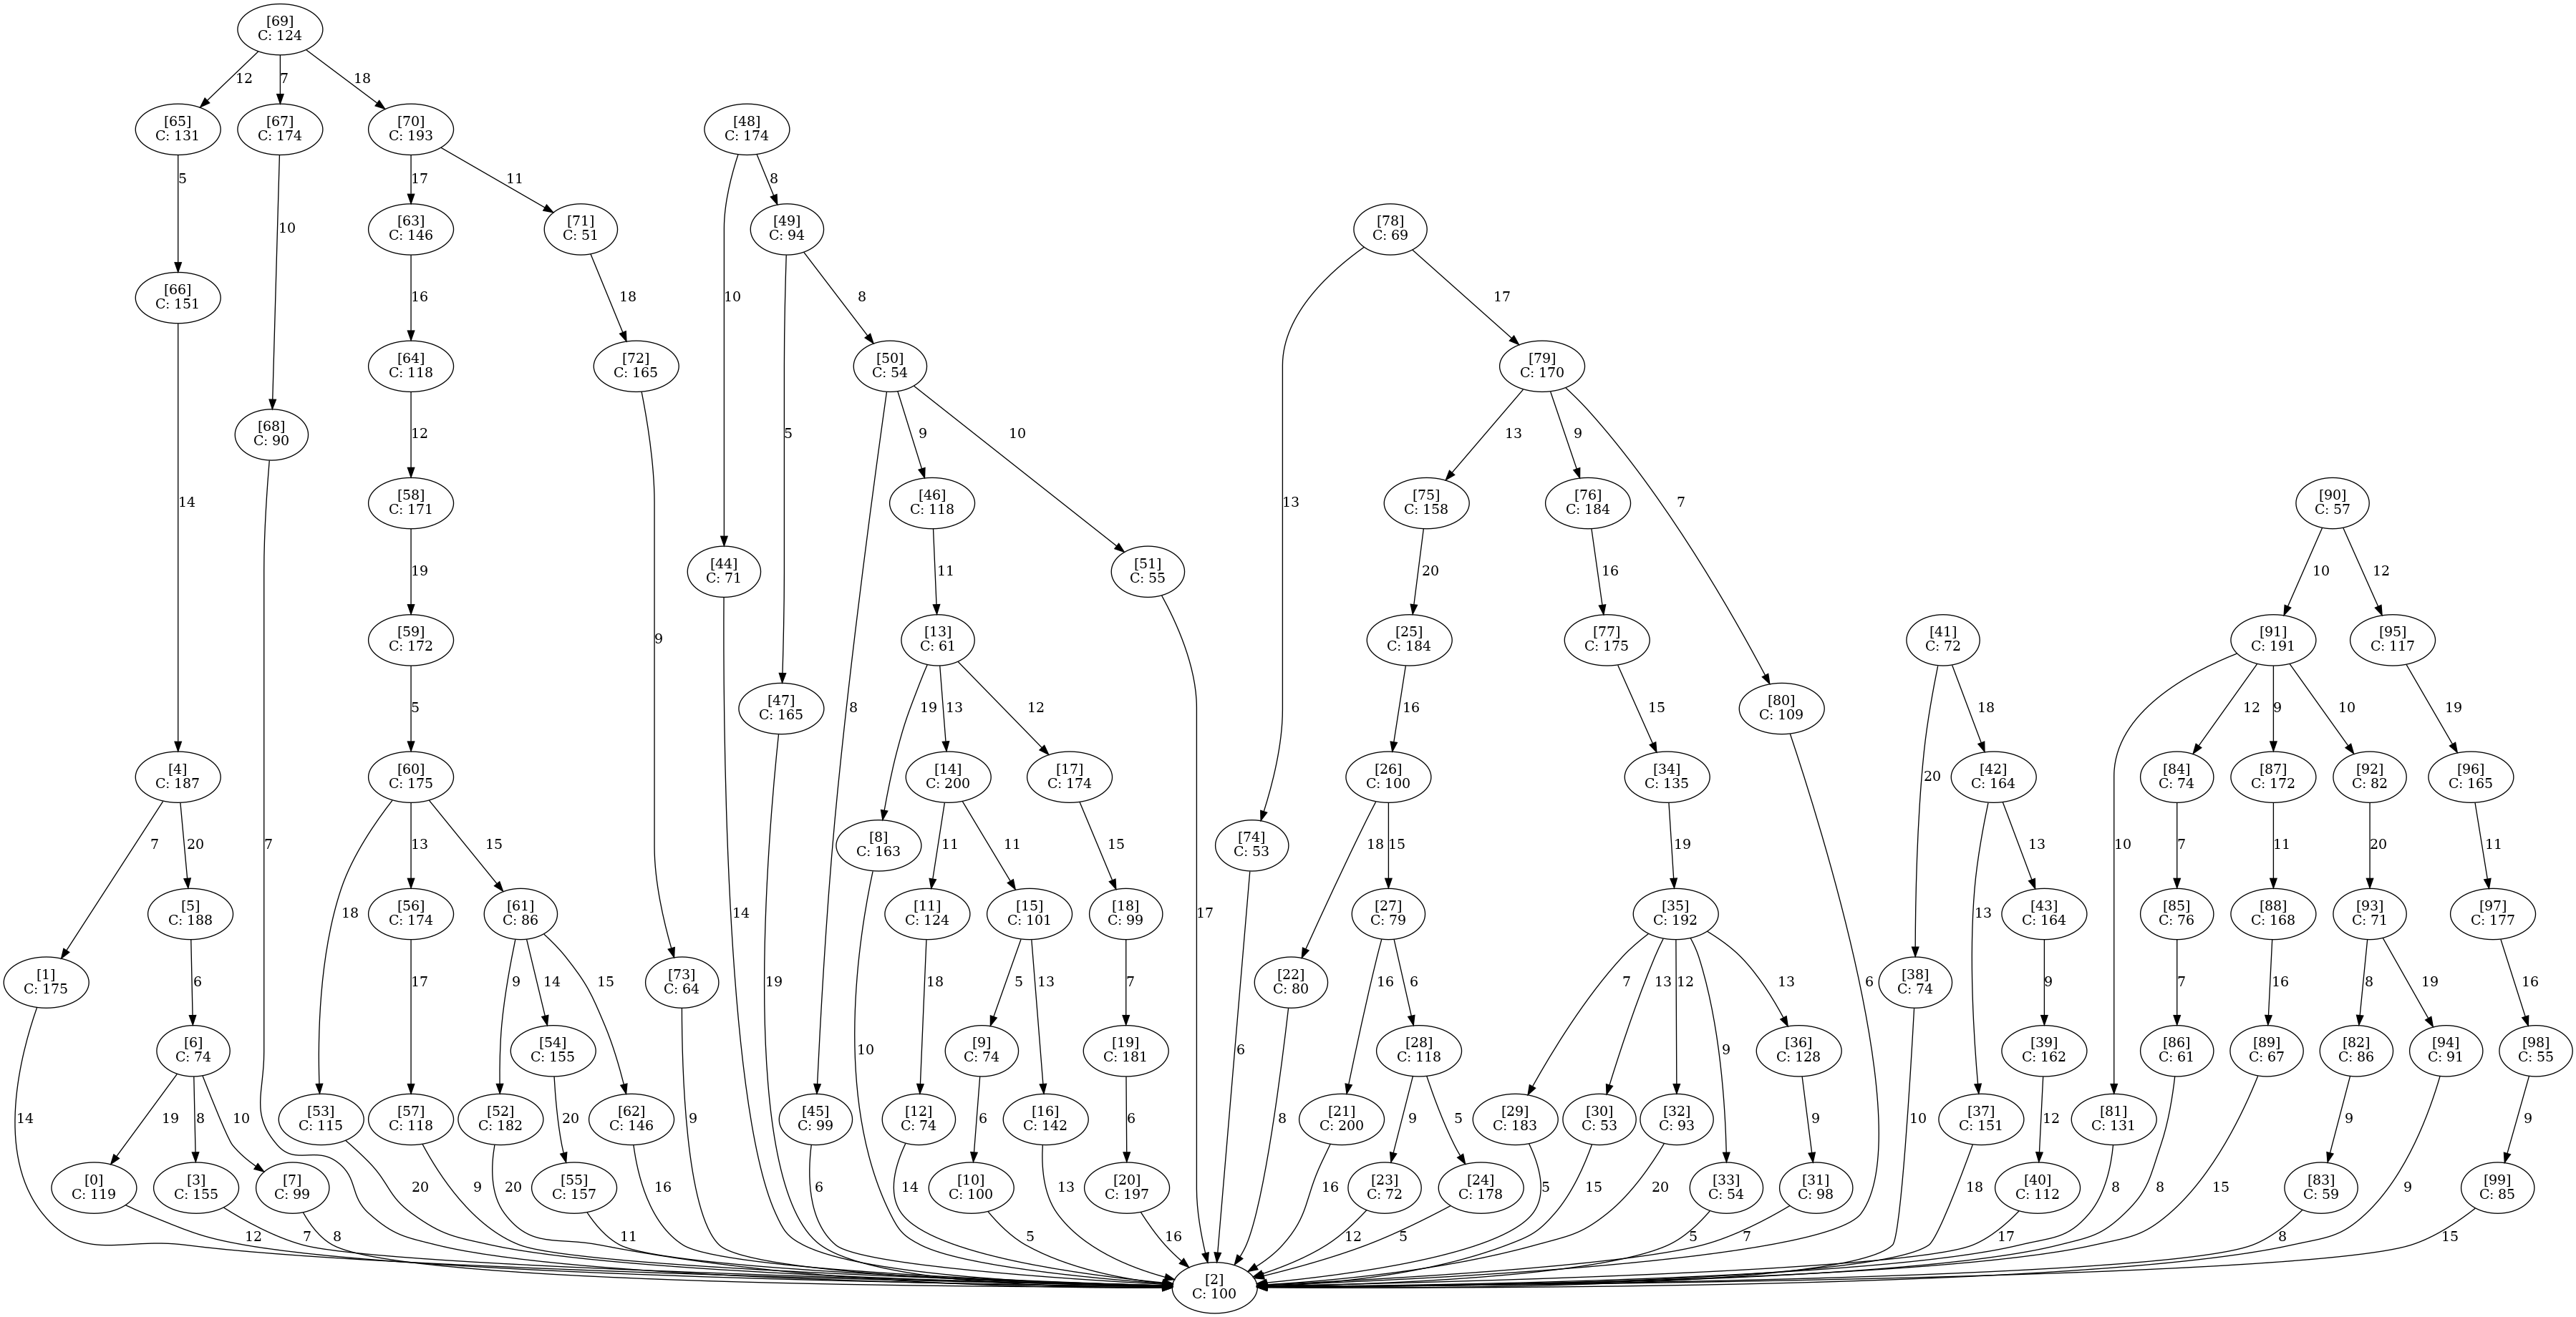 [69]
C: 124
12
7
18
[65]
C: 131
[67]
C: 174
[70]
C: 193
[48]
C: 174
5
10
17
11
10
8
[63]
C: 146
[71]
C: 51
[49]
C: 94
[78]
C: 69
[66]
C: 151
16
18
5
8
13
17
[64]
C: 118
[72]
C: 165
[50]
C: 54
[79]
C: 170
[68]
C: 90
14
12
9
8
9
10
13
9
7
[58]
C: 171
[46]
C: 118
[75]
C: 158
[76]
C: 184
[90]
C: 57
[44]
C: 71
[51]
C: 55
19
11
20
16
10
12
[59]
C: 172
[13]
C: 61
[25]
C: 184
[77]
C: 175
[41]
C: 72
[91]
C: 191
[95]
C: 117
[47]
C: 165
[80]
C: 109
5
19
13
12
16
15
20
18
10
12
9
10
19
[4]
C: 187
[60]
C: 175
[14]
C: 200
[17]
C: 174
[26]
C: 100
[34]
C: 135
[42]
C: 164
[84]
C: 74
[87]
C: 172
[92]
C: 82
[96]
C: 165
[8]
C: 163
[74]
C: 53
7
7
20
18
13
15
14
19
11
11
15
17
18
15
19
6
13
13
7
11
20
11
[5]
C: 188
[56]
C: 174
[61]
C: 86
[11]
C: 124
[15]
C: 101
[18]
C: 99
[27]
C: 79
[35]
C: 192
[43]
C: 164
[85]
C: 76
[88]
C: 168
[93]
C: 71
[97]
C: 177
[1]
C: 175
[73]
C: 64
[22]
C: 80
[38]
C: 74
6
17
9
14
15
18
5
13
7
16
6
7
13
12
9
13
9
7
16
8
19
16
[6]
C: 74
[54]
C: 155
[9]
C: 74
[19]
C: 181
[28]
C: 118
[36]
C: 128
[39]
C: 162
[86]
C: 61
[89]
C: 67
[82]
C: 86
[94]
C: 91
[98]
C: 55
14
19
8
10
20
9
10
6
6
6
8
9
5
9
10
12
9
9
[53]
C: 115
[57]
C: 118
[52]
C: 182
[62]
C: 146
[45]
C: 99
[12]
C: 74
[16]
C: 142
[21]
C: 200
[29]
C: 183
[30]
C: 53
[32]
C: 93
[37]
C: 151
[81]
C: 131
[0]
C: 119
[3]
C: 155
[7]
C: 99
[55]
C: 157
[10]
C: 100
[20]
C: 197
[23]
C: 72
[24]
C: 178
[33]
C: 54
[31]
C: 98
[40]
C: 112
[83]
C: 59
[99]
C: 85
20
9
20
16
6
14
13
16
5
15
20
18
8
8
15
9
12
7
8
11
5
16
12
5
5
7
17
8
15
[2]
C: 100